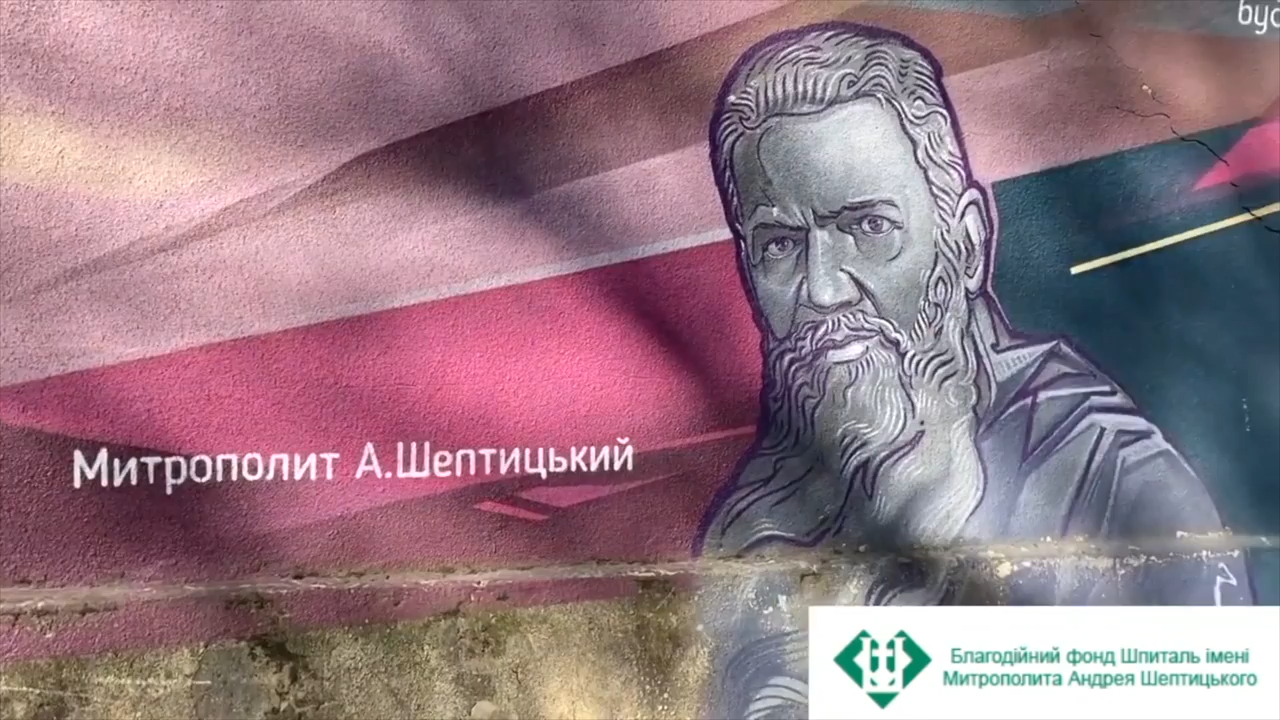 Митрополит А.Шептицький
Благодійний фонд Шпиталь імені
Митрополита Андрея Шептицького